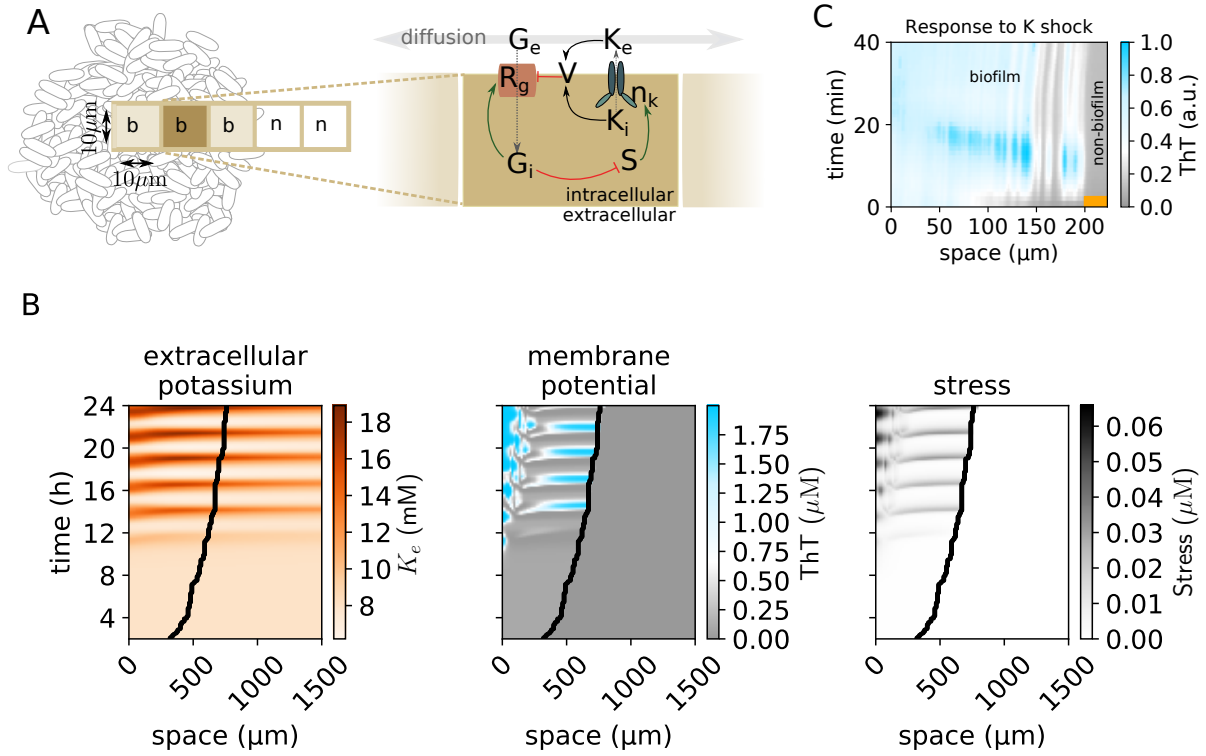 A
b b b n n
10μm
10μm
diffusion
G_e
K_e
R_g
V
n_k
K_i
G_i
S
intracellular
extracellular
C
Response to K shock
40
20
0
time (min)
biofilm
non-biofilm
0 50 100 150 200
space (μm)
1.0
0.8
0.6
0.4
0.2
0.0
ThT (a.u.)
B
extracellular
potassium
24
20
16
12
8
4
time (h)
0 500 1000 1500
space (μm)
18
16
14
12
10
8
K_e (mM)
membrane
potential
0 500 1000 1500
space (μm)
1.75
1.50
1.25
1.00
0.75
0.50
0.25
0.00
ThT (μM)
stress
0 500 1000 1500
space (μm)
0.06
0.05
0.04
0.03
0.02
0.01
0.00
Stress (μM)